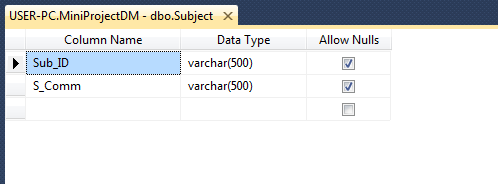 USER-PC.MiniProjectDM - dbo.Subject
Column Name Data Type Allow Nulls
Sub_ID varchar(500)
S_Comm varchar(500)